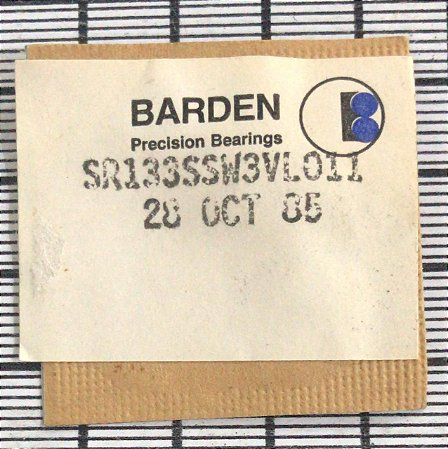 BARDEN
Precision Bearings
SR133SSW3VL011
28 OCT 85